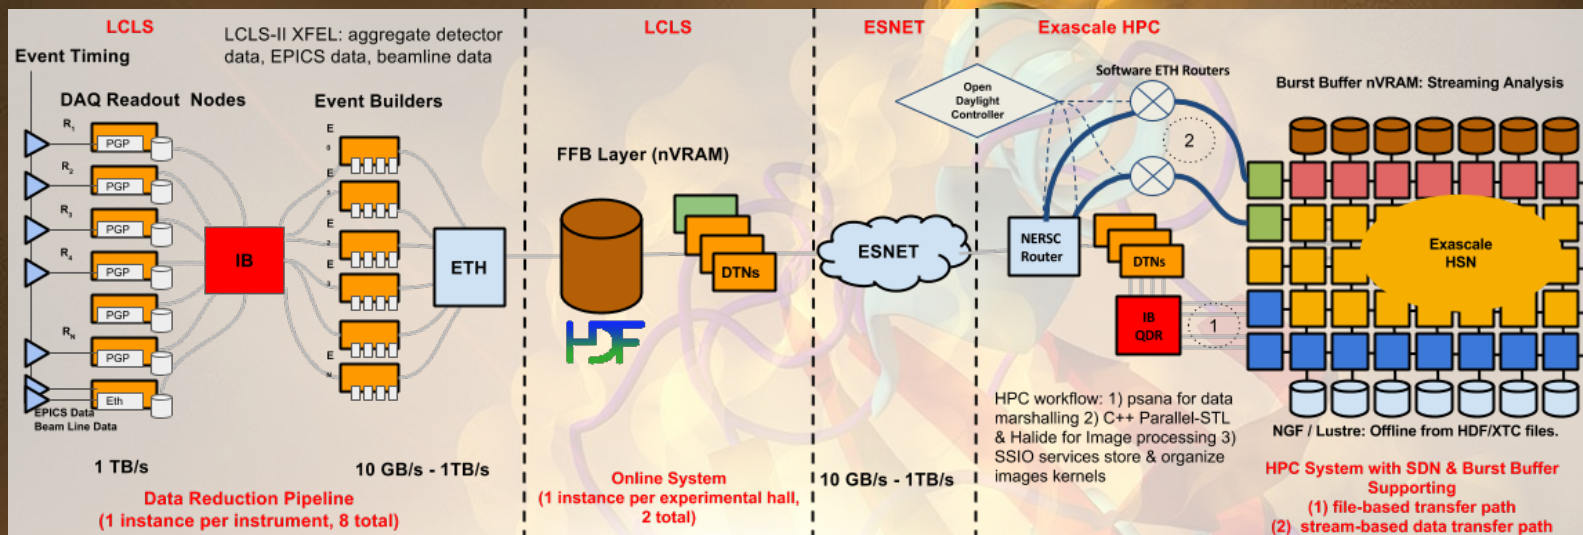 LCLS
LCLS-II XFEL: aggregate detector
data, EPICS data, beamline data
Event Timing
DAQ Readout Nodes
Event Builders
R1
PGP
R2
PGP
R3
PGP
R4
PGP
PGP
RN
PGP
Eth
EPICS Data
Beam Line Data
IB
E
0
E
E
2
E
3
E
N
ETH
1 TB/s
10 GB/s - 1TB/s
Data Reduction Pipeline
(1 instance per instrument, 8 total)
LCLS
FFB Layer (nVRAM)
DTNs
HDF
Online System
(1 instance per experimental hall,
2 total)
ESNET
ESNET
10 GB/s - 1TB/s
Exascale HPC
Open
Daylight
Controller
Software ETH Routers
2
NERSC
Router
DTNs
IB
QDR
1
Burst Buffer nVRAM: Streaming Analysis
Exascale
HSN
NGF / Lustre: Offline from HDF/XTC files.
HPC workflow: 1) psana for data
marshalling 2) C++ Parallel-STL
& Halide for Image processing 3)
SSIO services store & organize
images kernels
HPC System with SDN & Burst Buffer
Supporting
(1) file-based transfer path
(2) stream-based data transfer path